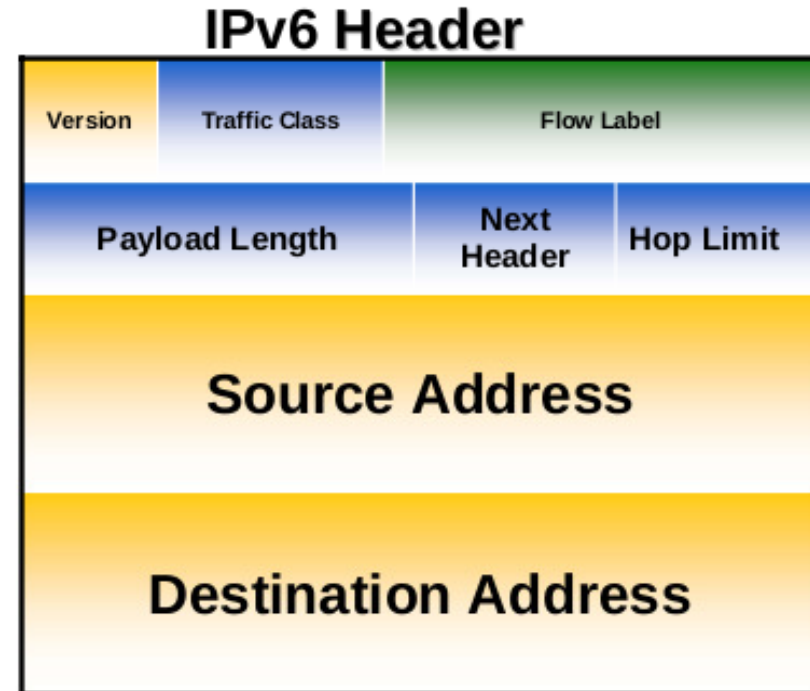 IPv6 Header
Version
Traffic Class
Flow Label
Payload Length
Next
Header
Hop Limit
Source Address
Destination Address